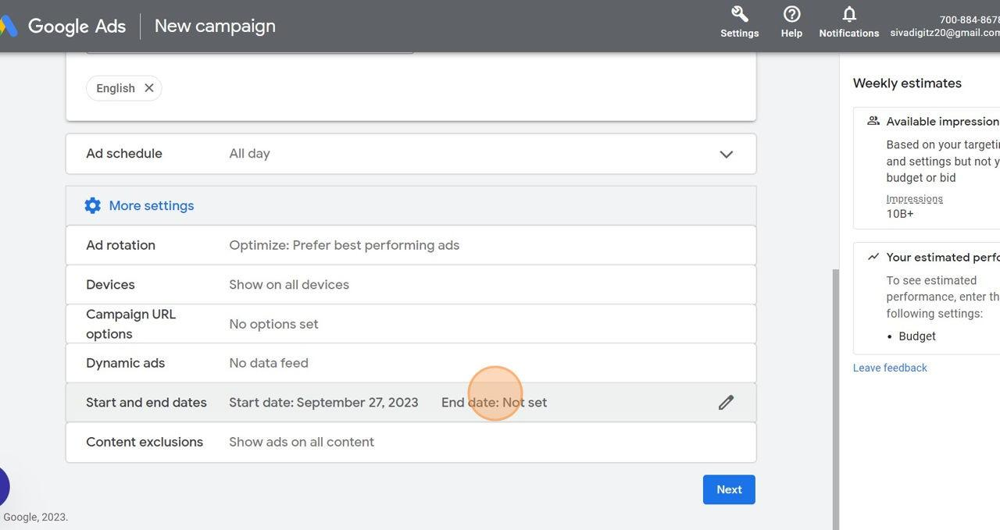 Google Ads
New campaign
Settings
Help
Notifications
700-884-8678
sivadigitz20@gmail.com
English
Ad schedule All day
More settings
Ad rotation Optimize: Prefer best performing ads
Devices Show on all devices
Campaign URL
options
No options set
Dynamic ads No data feed
Start and end dates Start date: September 27, 2023 End date: Not set
Content exclusions Show ads on all content
Next
Google, 2023.
Weekly estimates
Available impression
Based on your targeti
and settings but not y
budget or bid
Impressions
10B+
Your estimated perfo
To see estimated
performance, enter th
following settings:
• Budget
Leave feedback